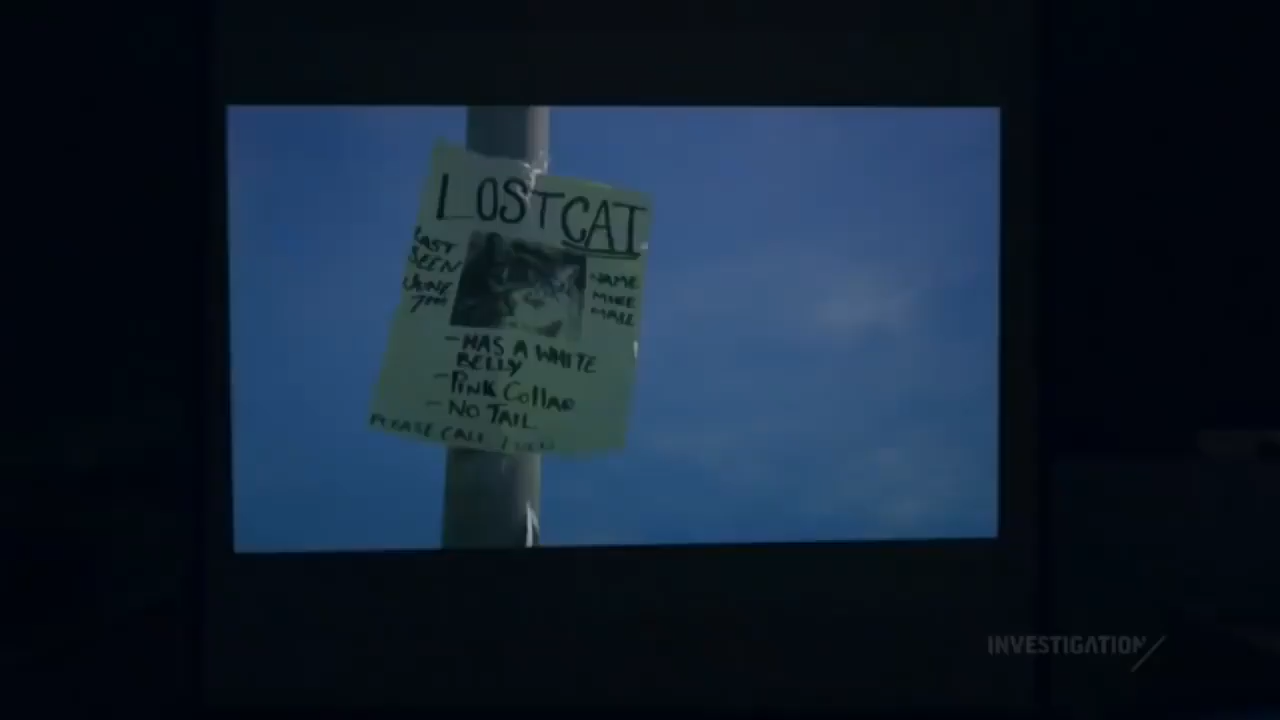 LOST CAT
LAST
SEEN
JUNE
7TH
NAME
MIKE
MALE
-HAS A WHITE
BELLY
-PINK COLLAR
-NO TAIL
PLEASE CALL
INVESTIGATION